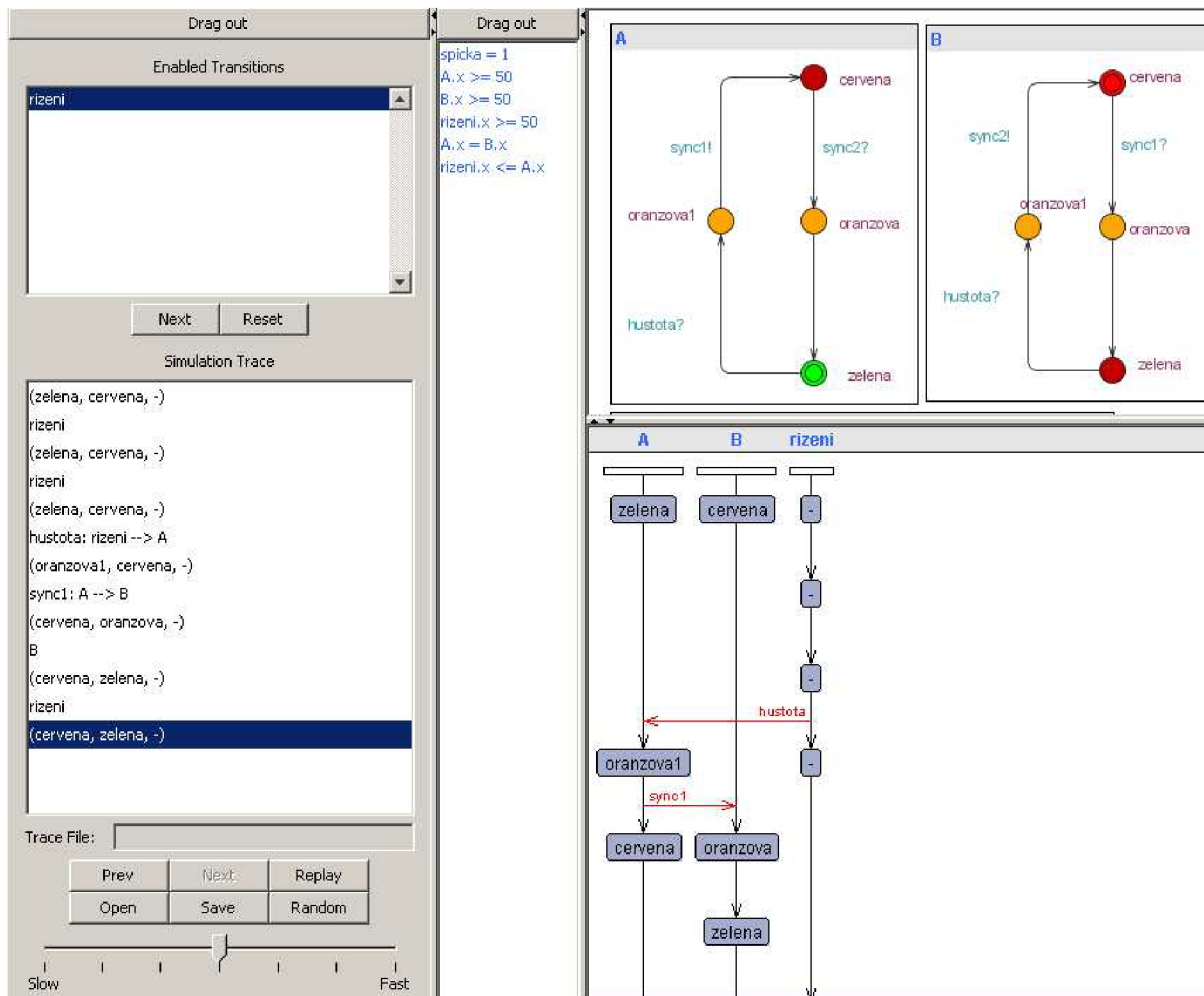 Drag out
Enabled Transitions
rizeni
Next
Reset
Simulation Trace
(zelena, cervena, -)
rizeni
(zelena, cervena, -)
rizeni
(zelena, cervena, -)
hustota: rizeni --> A
(oranzova1, cervena, -)
sync1: A --> B
(cervena, oranzova, -)
B
(cervena, zelena, -)
rizeni
(cervena, zelena, -)
Trace File:
Prev
Next
Replay
Open
Save
Random
Slow
Fast
Drag out
spicka = 1
A.x >= 50
B.x >= 50
rizeni.x >= 50
A.x = B.x
rizeni.x <= A.x
A
cervena
sync1!
sync2?
oranzova1
oranzova
hustota?
zelena
B
cervena
sync2!
sync1?
oranzova1
oranzova
hustota?
zelena
A
B
rizeni
zelena
cervena
-
-
-
hustota
oranzova1
-
sync1
cervena
oranzova
zelena